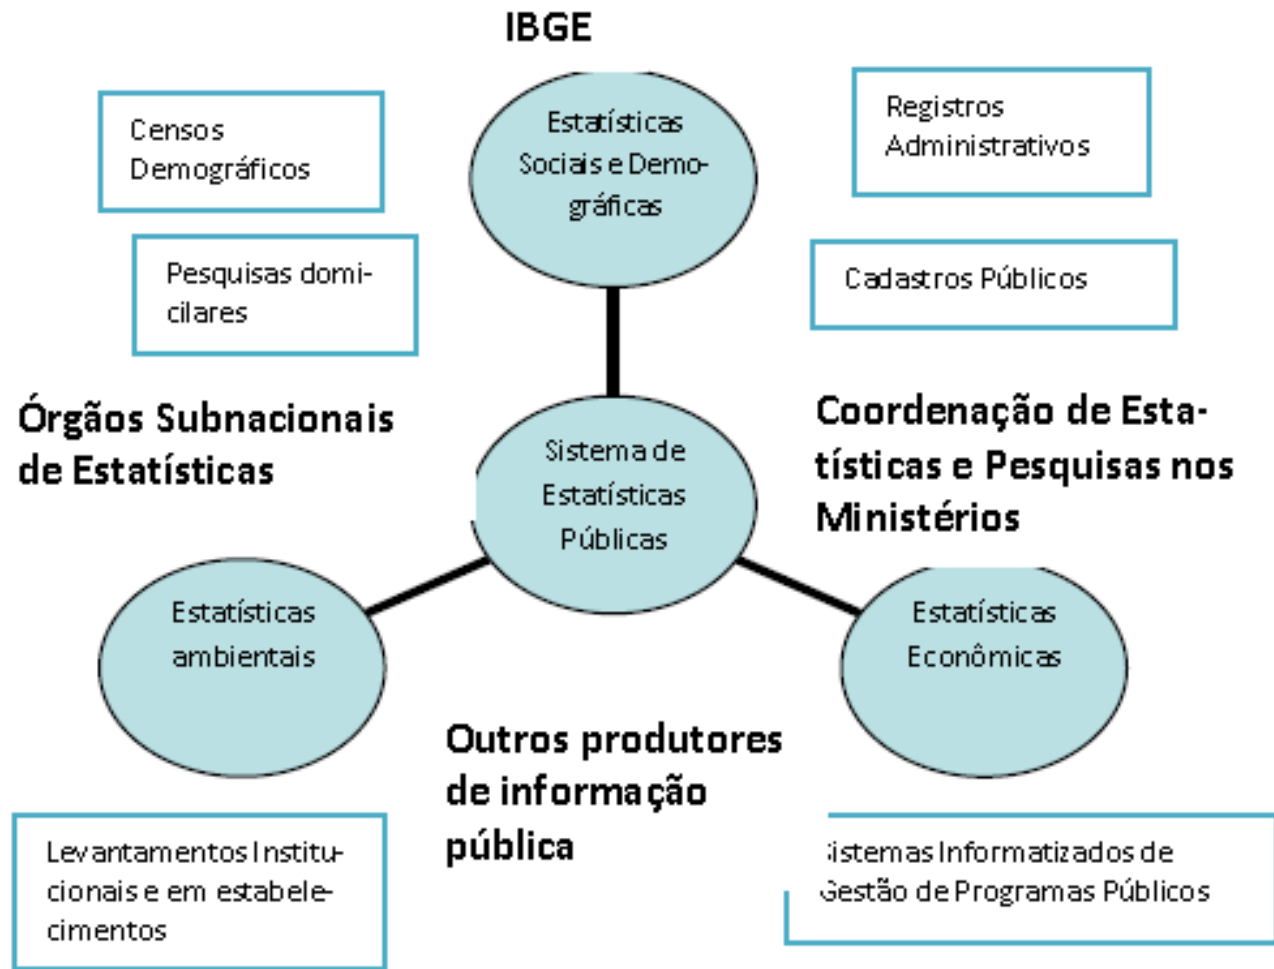 IBGE
Censos
Demográficos
Estatísticas
Sociais e Demo-
gráficas
Registros
Administrativos
Pesquisas domi-
cilares
Cadastros Públicos
Órgãos Subnacionais
de Estatísticas
Sistema de
Estatísticas
Públicas
Coordenação de Esta-
tísticas e Pesquisas nos
Ministérios
Estatísticas
ambientais
Estatísticas
Econômicas
Outros produtores
de informação
pública
Levantamentos Institu-
cionais e em estabele-
cimentos
Sistemas Informatizados de
Gestão de Programas Públicos